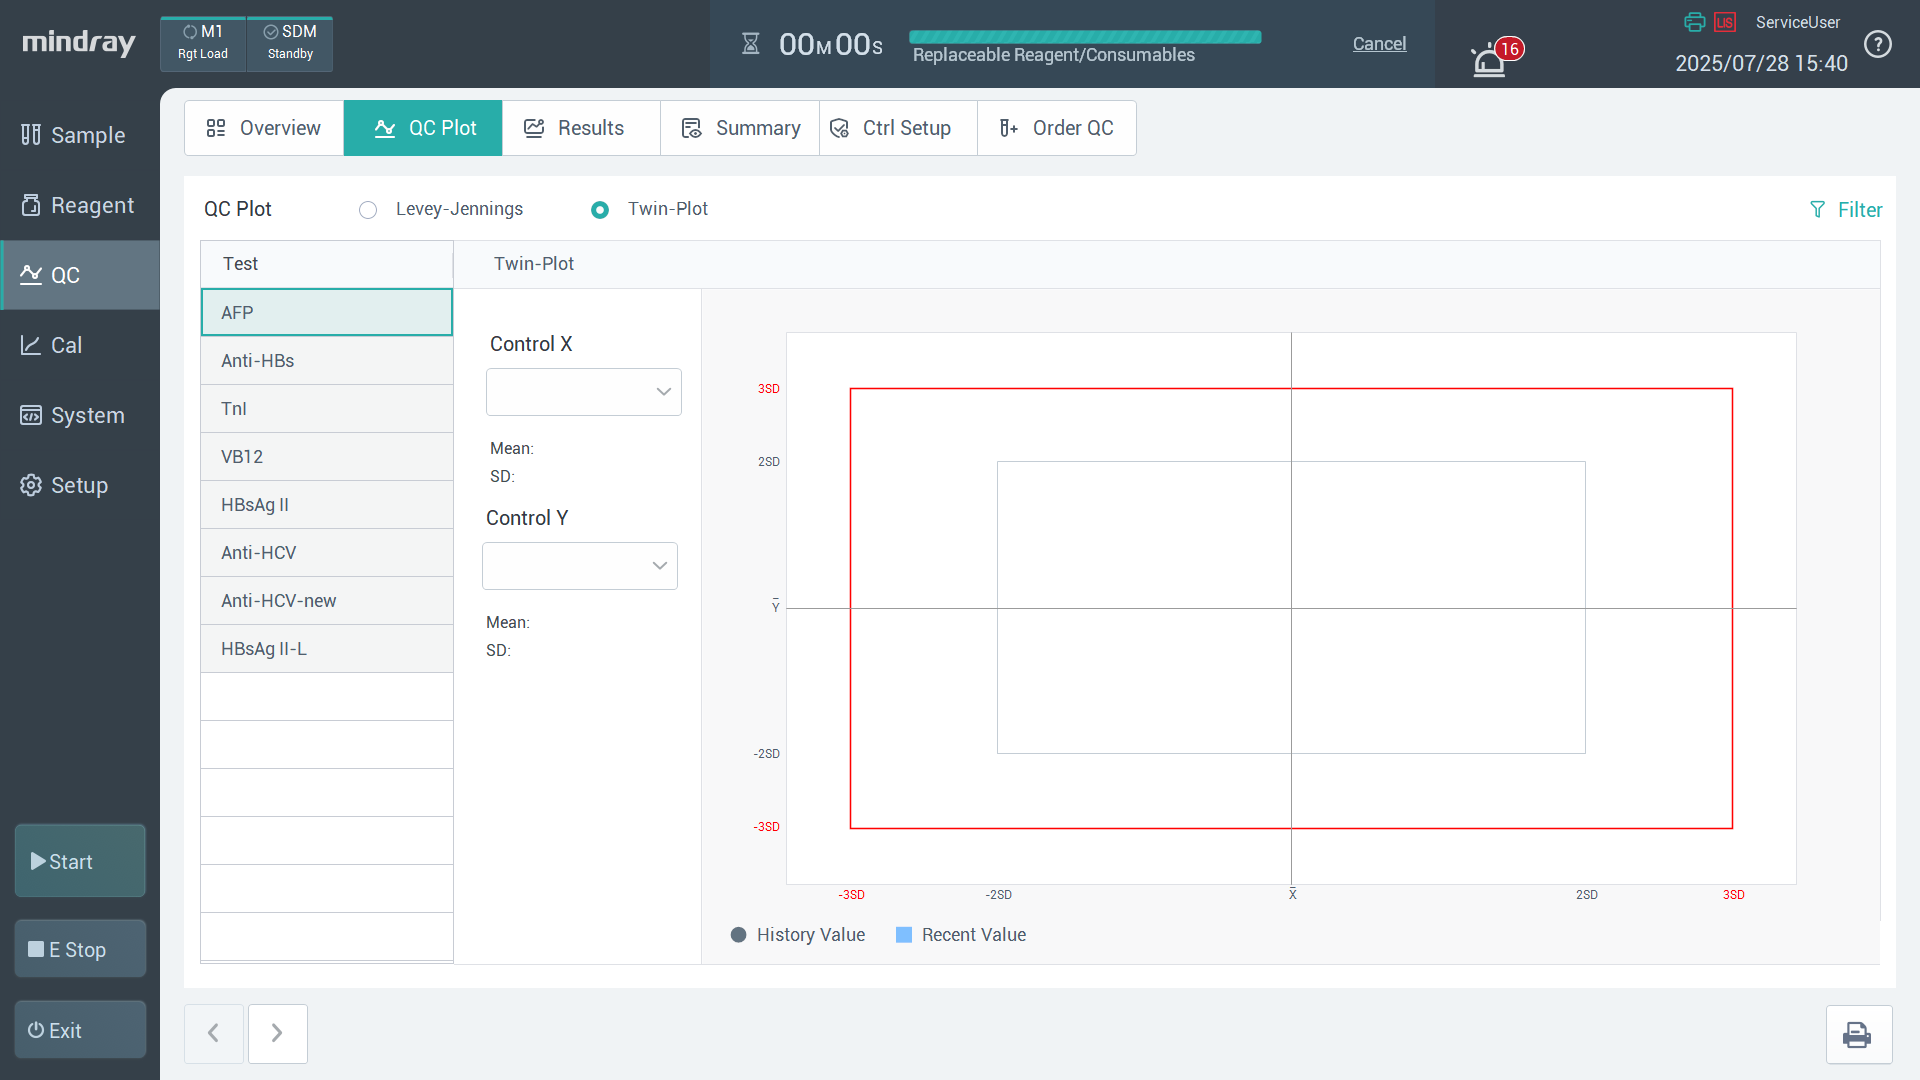 mindray
M1
Rgt Load
SDM
Standby
00M00S
Replaceable Reagent/Consumables
Cancel
16
LIS
ServiceUser
2025/07/28 15:40
?
Sample
Reagent
QC
Cal
System
Setup
Start
E Stop
Exit
Overview
QC Plot
Results
Summary
Ctrl Setup
Order QC
QC Plot
Levey-Jennings
Twin-Plot
Filter
Test
AFP
Anti-HBs
TnI
VB12
HBsAg II
Anti-HCV
Anti-HCV-new
HBsAg II-L
Twin-Plot
Control X
Mean:
SD:
Control Y
Mean:
SD:
3SD
2SD
Y̅
-2SD
-3SD
-3SD
-2SD
X̅
2SD
3SD
History Value
Recent Value